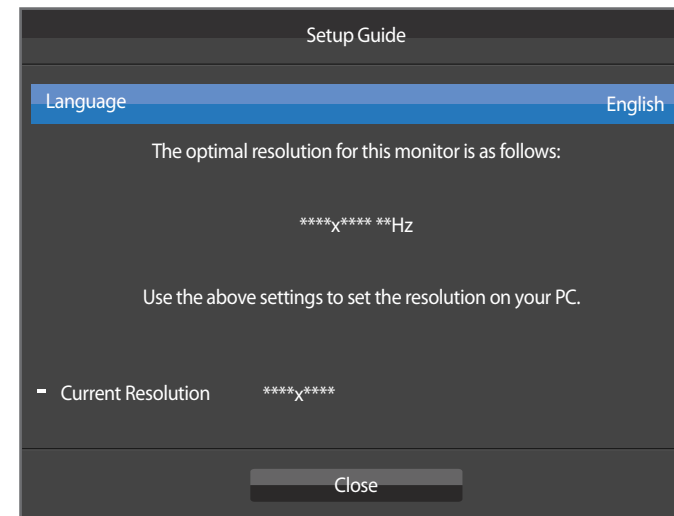 Setup Guide
Language English
The optimal resolution for this monitor is as follows:
****x**** **Hz
Use the above settings to set the resolution on your PC.
- Current Resolution ****x****
Close